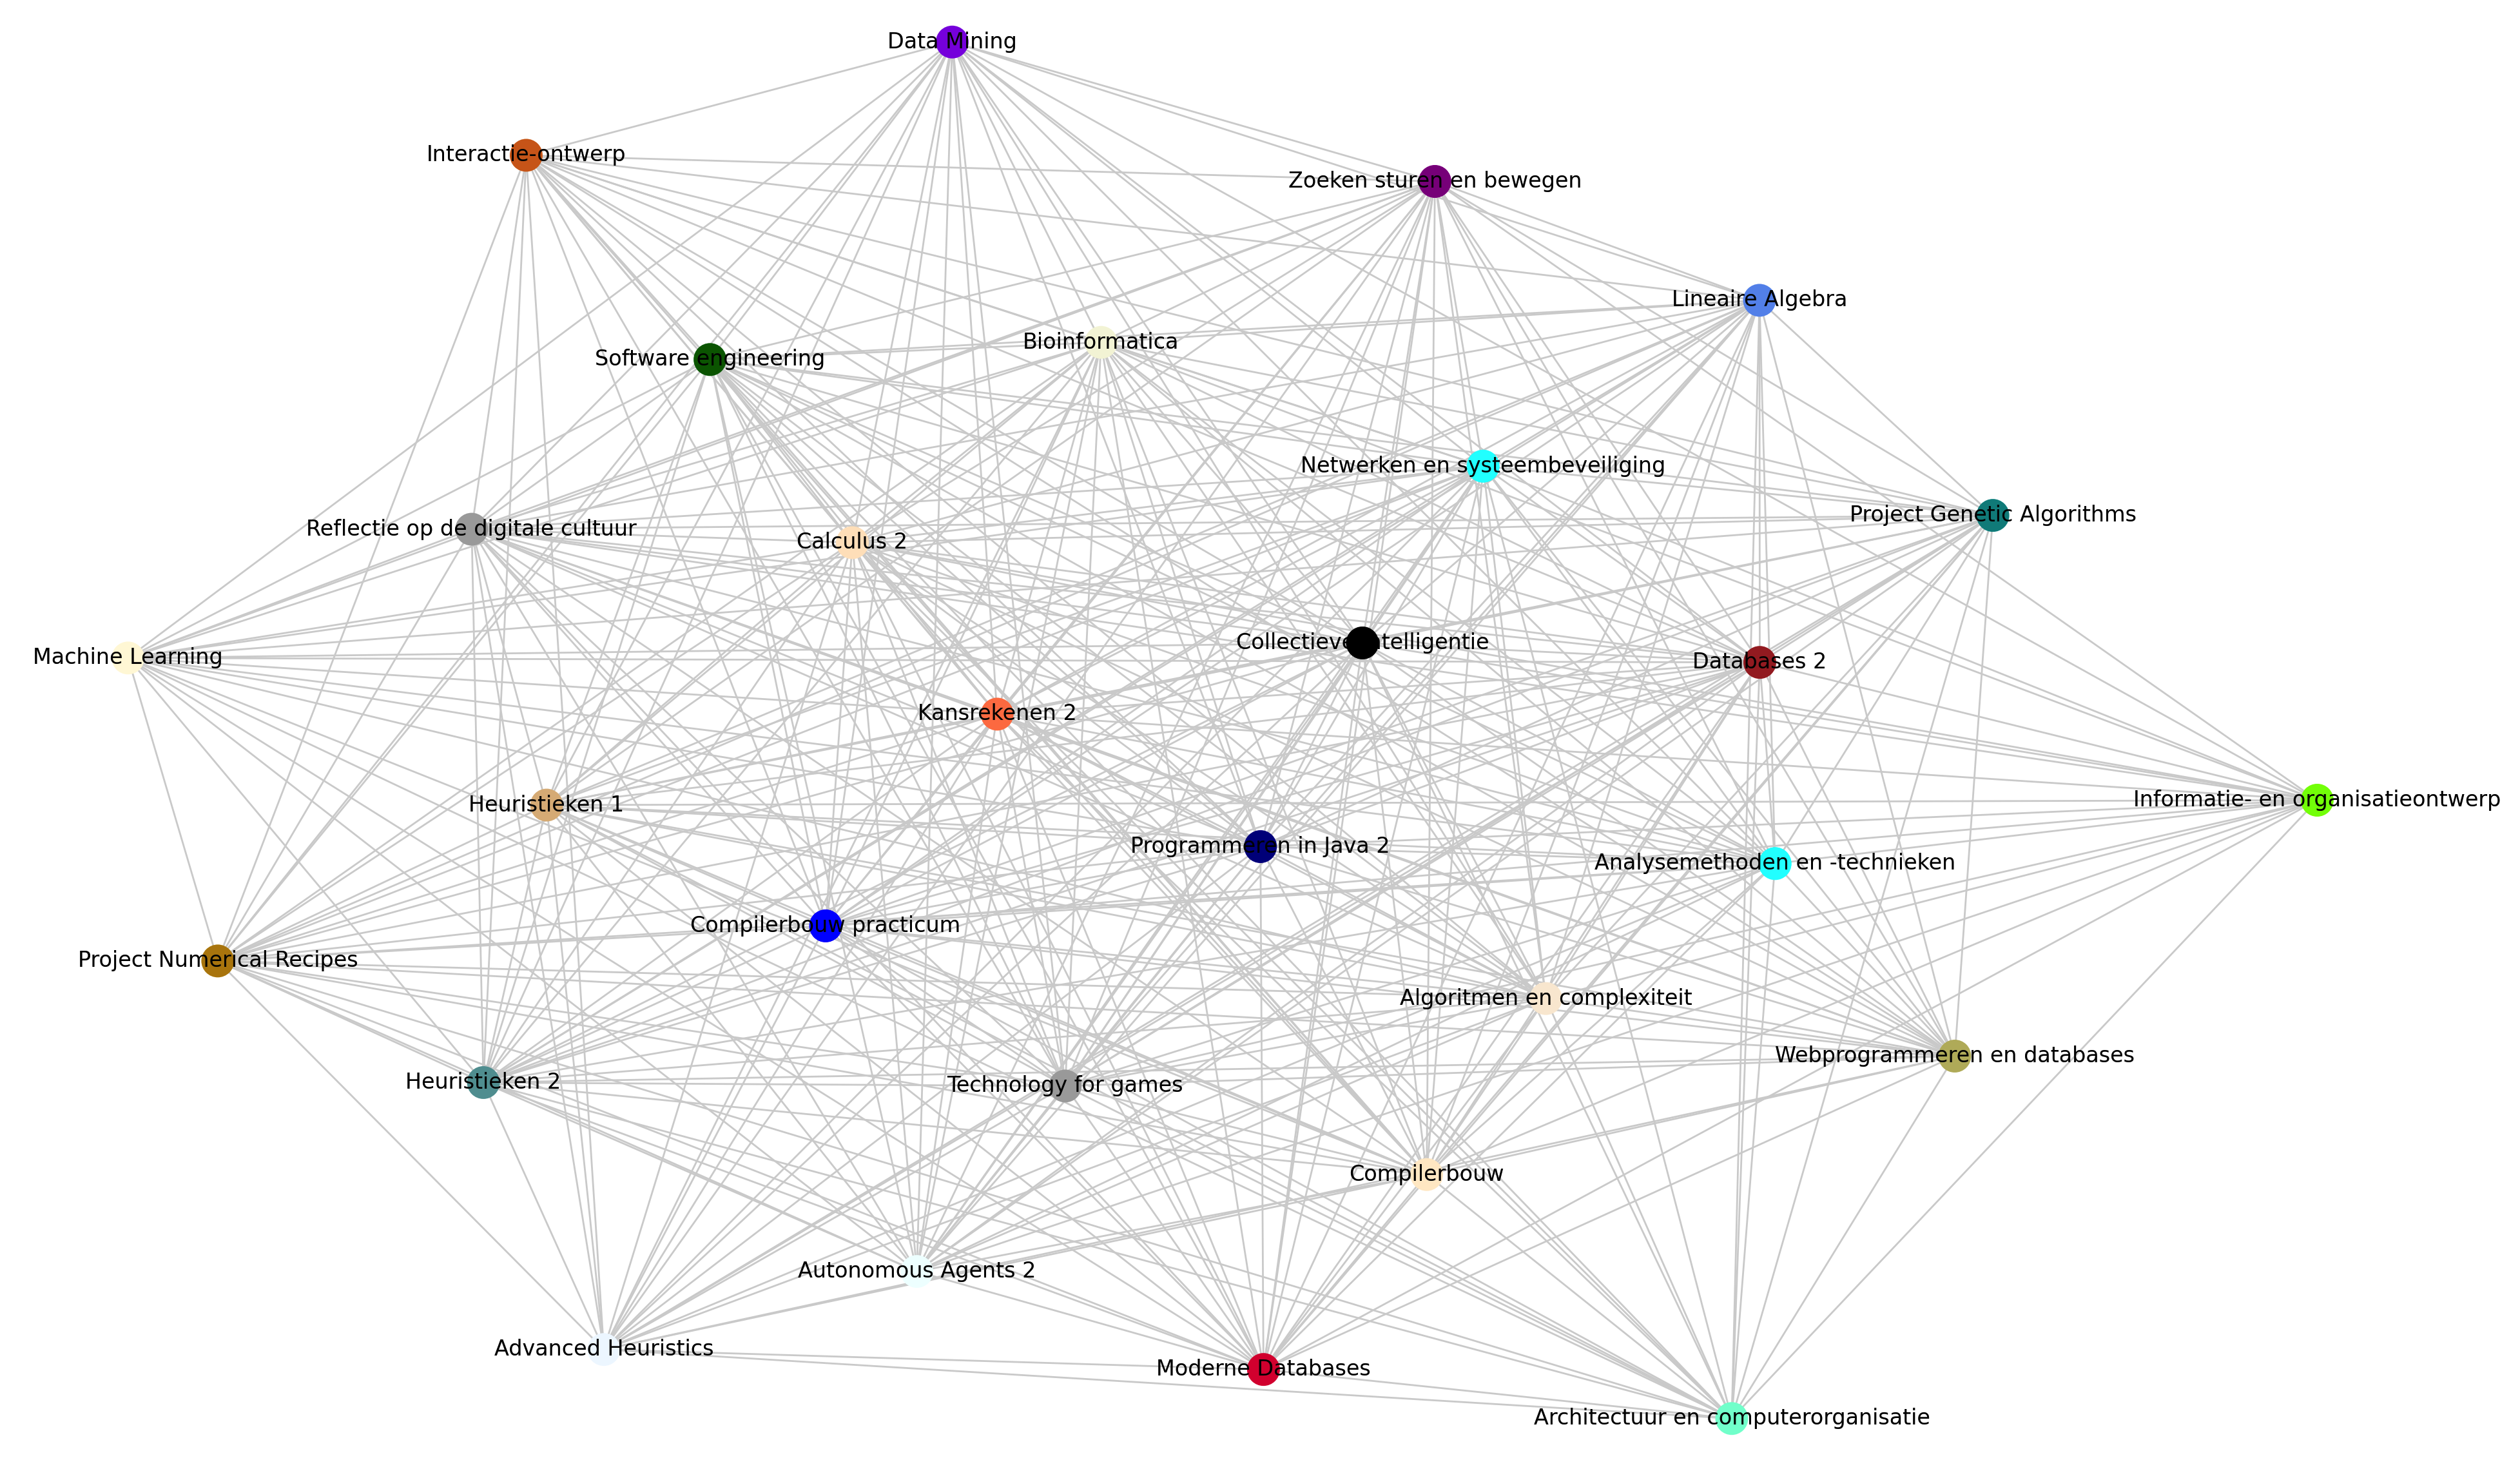 Data Mining
Interactie-ontwerp
Zoeken sturen en bewegen
Lineaire Algebra
Bioinformatica
Software engineering
Netwerken en systeembeveiliging
Project Genetic Algorithms
Reflectie op de digitale cultuur
Calculus 2
Collectieve intelligentie
Machine Learning
Databases 2
Kansrekenen 2
Informatie- en organisatieontwerp
Heuristieken 1
Programmeren in Java 2
Analysemethoden en -technieken
Compilerbouw practicum
Project Numerical Recipes
Algoritmen en complexiteit
Webprogrammeren en databases
Heuristieken 2
Technology for games
Compilerbouw
Autonomous Agents 2
Advanced Heuristics
Moderne Databases
Architectuur en computerorganisatie